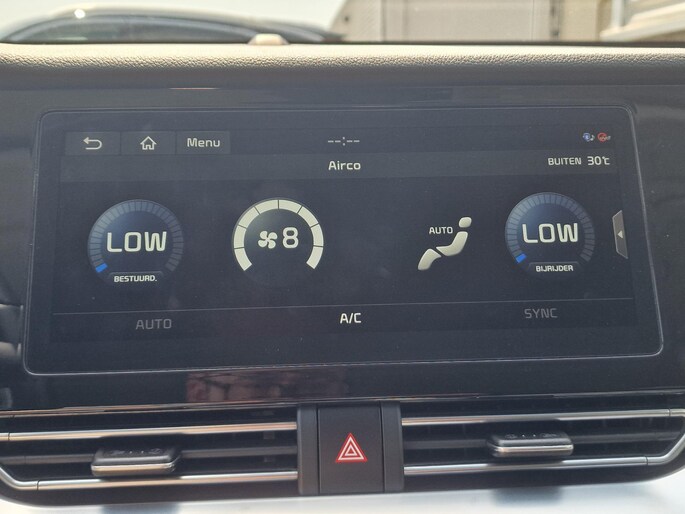 Menu
--:--
Airco
BUITEN 30℃
LOW
BESTUURD.
8
AUTO
LOW
BIJRIJDER
AUTO
A/C
SYNC